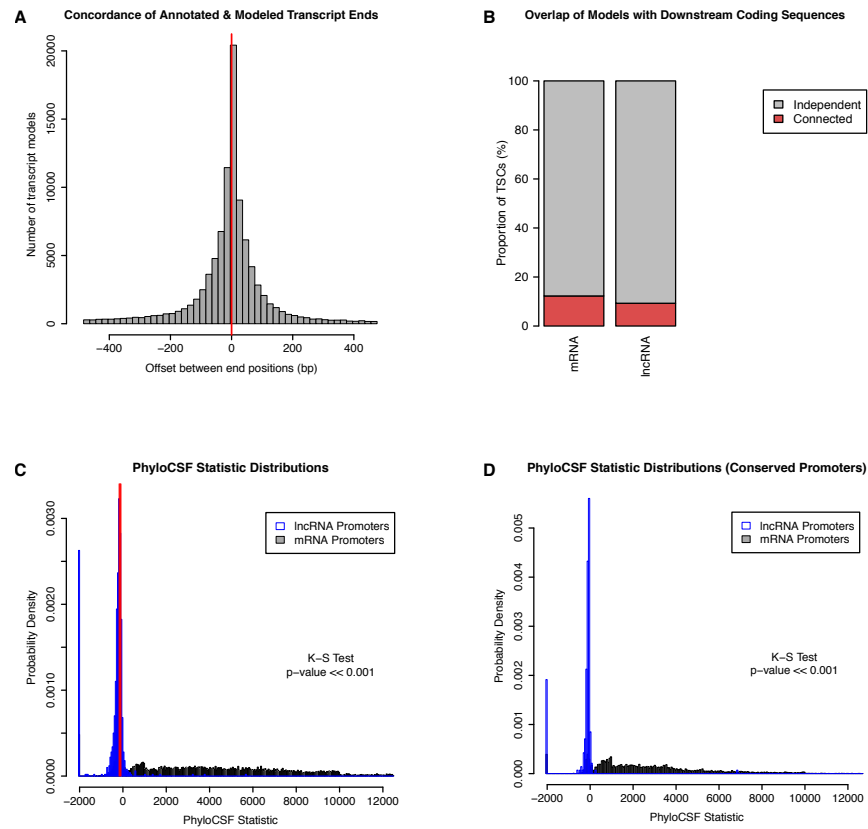 A
Concordance of Annotated & Modeled Transcript Ends
Number of transcript models
0
5000
10000
15000
20000
−400
−200
0
200
400
Offset between end positions (bp)
B
Overlap of Models with Downstream Coding Sequences
Proportion of TSCs (%)
0
20
40
60
80
100
mRNA
lncRNA
Independent
Connected
C
PhyloCSF Statistic Distributions
Probability Density
0.0000
0.0010
0.0020
0.0030
lncRNA Promoters
mRNA Promoters
K−S Test
p−value << 0.001
−2000
0
2000
4000
6000
8000
10000
12000
PhyloCSF Statistic
D
PhyloCSF Statistic Distributions (Conserved Promoters)
Probability Density
0.000
0.001
0.002
0.003
0.004
0.005
lncRNA Promoters
mRNA Promoters
K−S Test
p−value << 0.001
−2000
0
2000
4000
6000
8000
10000
12000
PhyloCSF Statistic